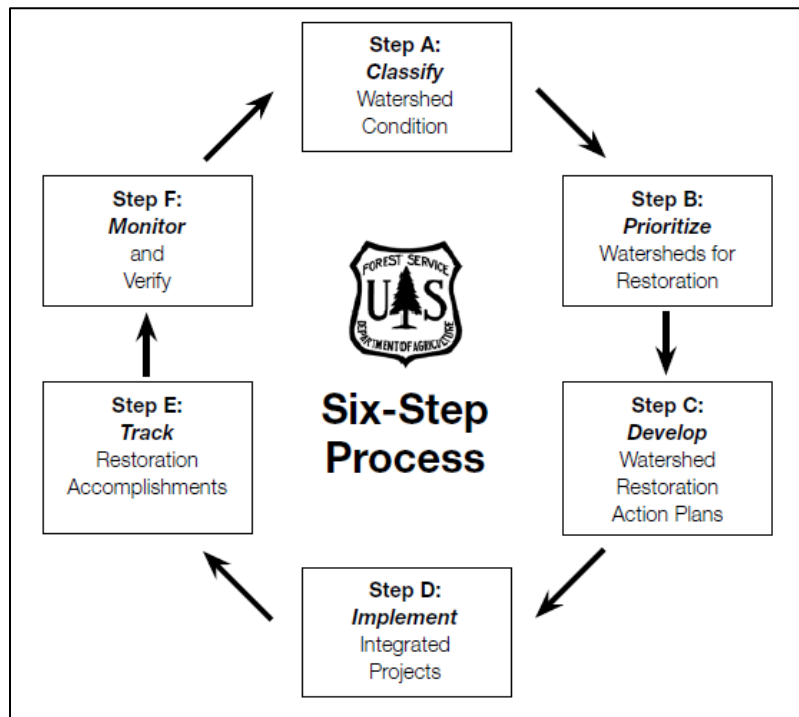 Step A:
Classify
Watershed
Condition
Step B:
Prioritize
Watersheds for
Restoration
Step C:
Develop
Watershed
Restoration
Action Plans
Step D:
Implement
Integrated
Projects
Step E:
Track
Restoration
Accomplishments
Step F:
Monitor
and
Verify
FOREST SERVICE
U S
DEPARTMENT OF AGRICULTURE
Six-Step
Process